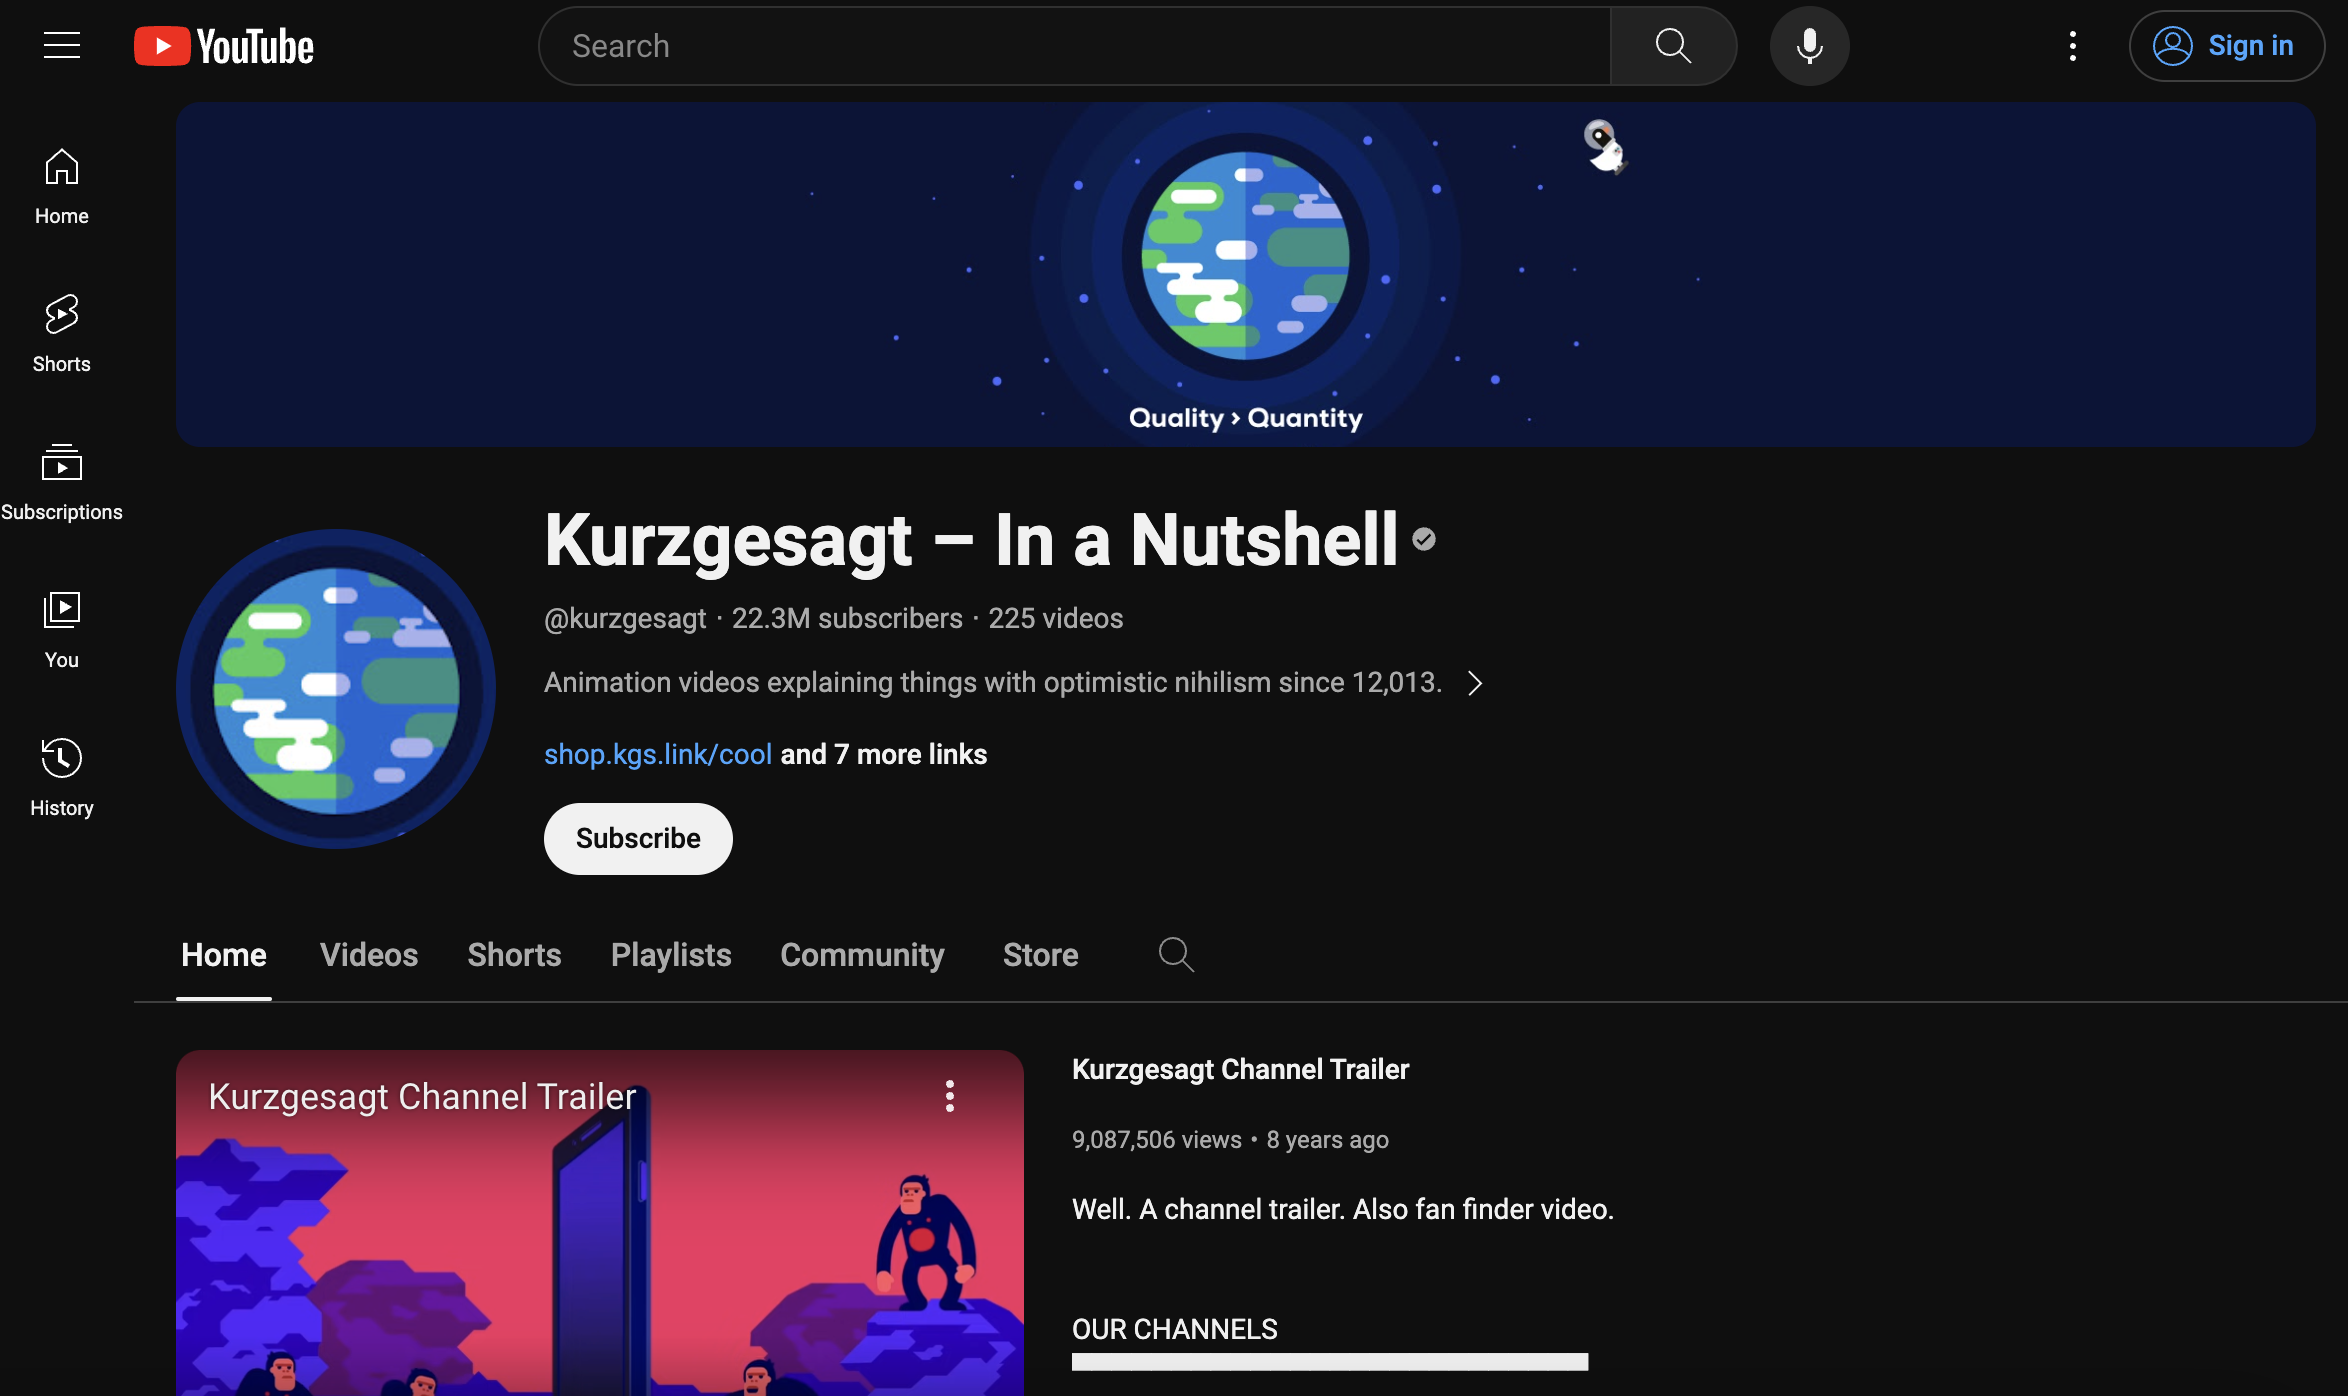 YouTube
Search
Sign in
Home
Shorts
Subscriptions
You
History
Quality > Quantity
Kurzgesagt – In a Nutshell
@kurzgesagt · 22.3M subscribers · 225 videos
Animation videos explaining things with optimistic nihilism since 12,013.
shop.kgs.link/cool and 7 more links
Subscribe
Home Videos Shorts Playlists Community Store
Kurzgesagt Channel Trailer
Kurzgesagt Channel Trailer
9,087,506 views • 8 years ago
Well. A channel trailer. Also fan finder video.
OUR CHANNELS